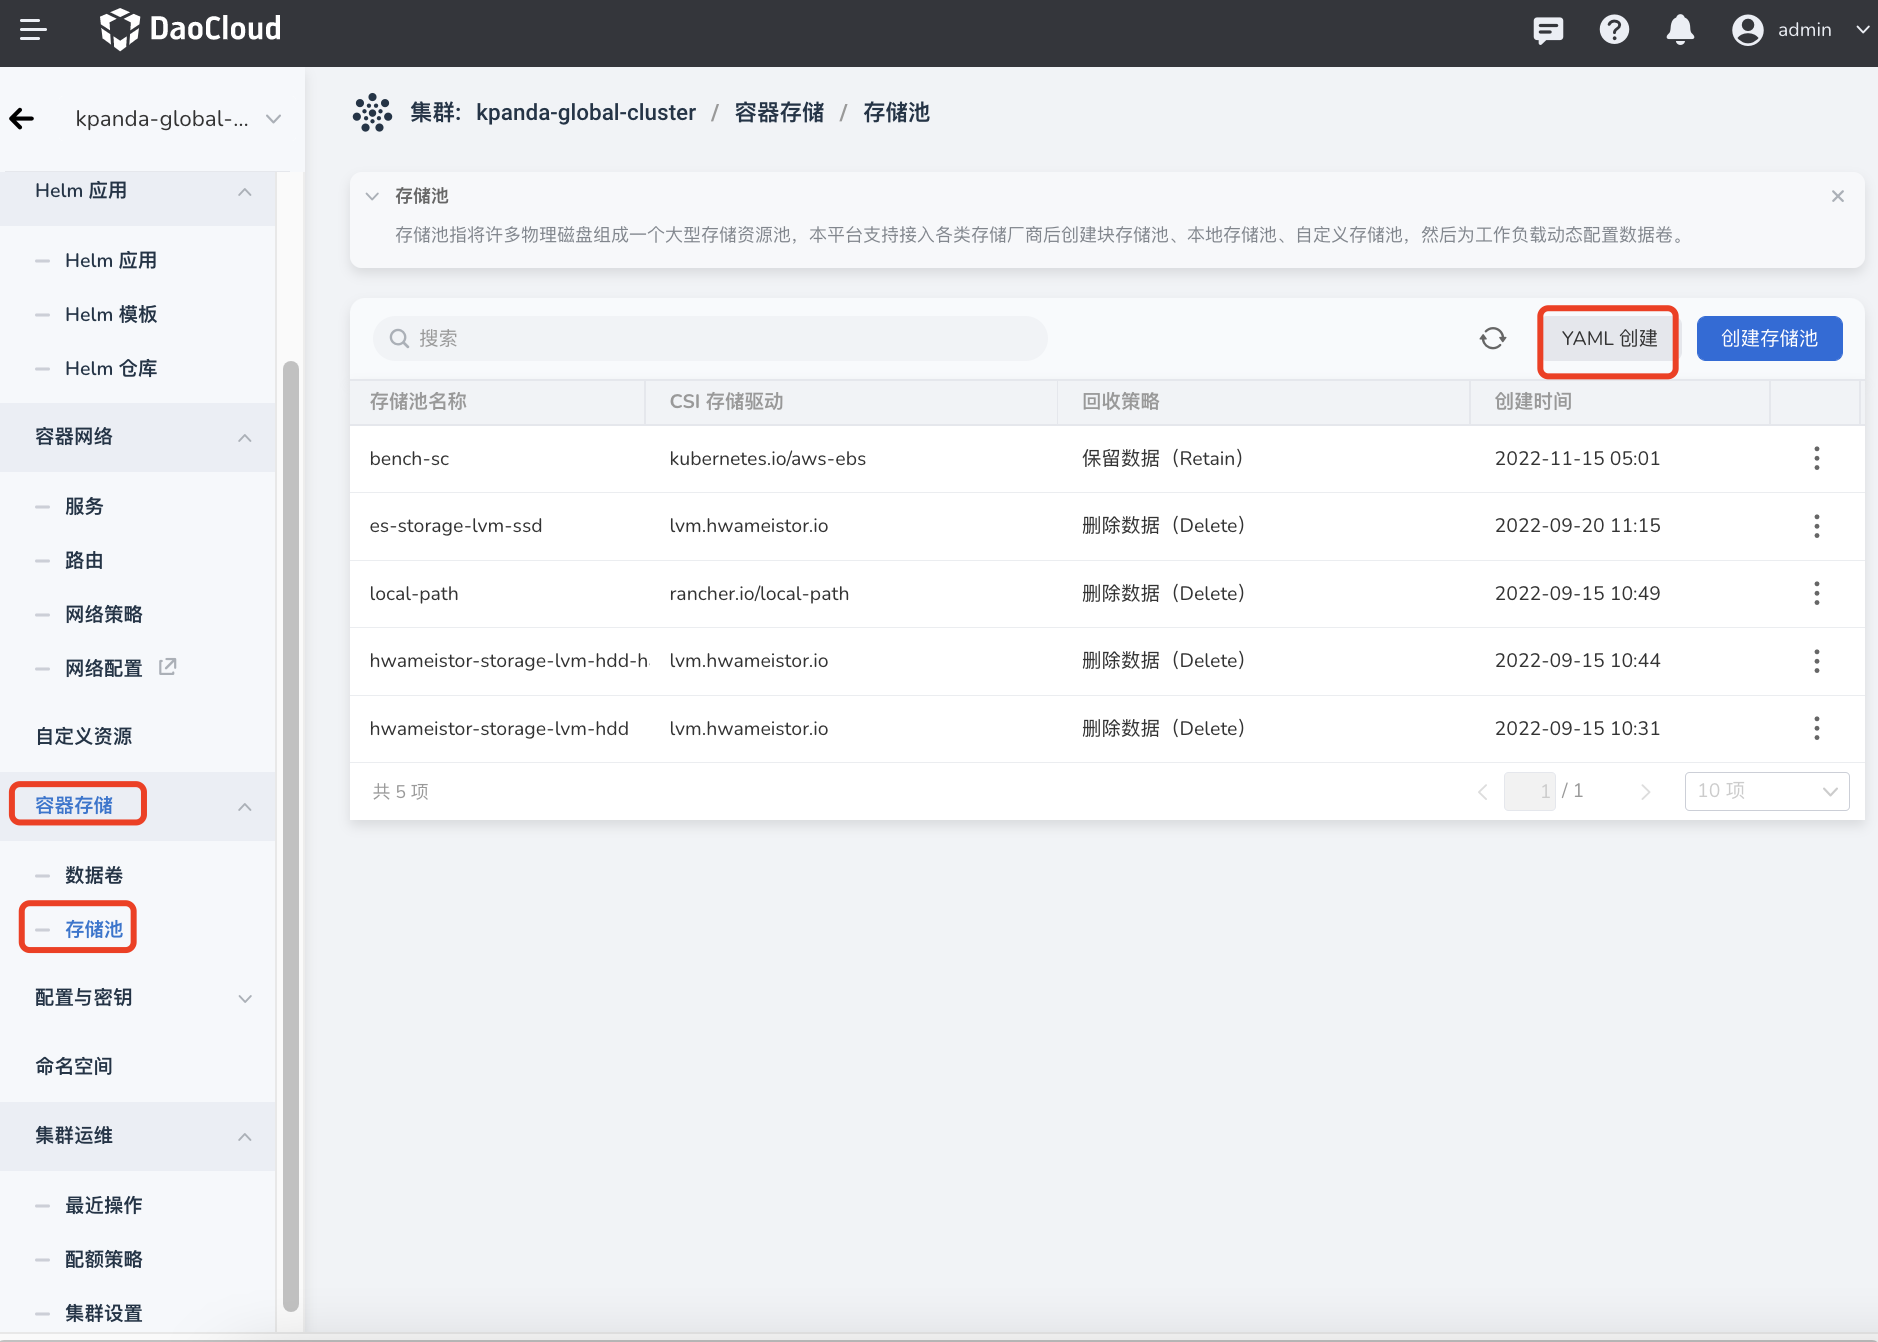 DaoCloud
admin
kpanda-global-...
集群: kpanda-global-cluster / 容器存储 / 存储池
Helm 应用
Helm 应用
Helm 模板
Helm 仓库
容器网络
服务
路由
网络策略
网络配置
自定义资源
容器存储
数据卷
存储池
配置与密钥
命名空间
集群运维
最近操作
配额策略
集群设置
存储池
存储池指将许多物理磁盘组成一个大型存储资源池，本平台支持接入各类存储厂商后创建块存储池、本地存储池、自定义存储池，然后为工作负载动态配置数据卷。
搜索
YAML 创建
创建存储池
存储池名称 CSI 存储驱动 回收策略 创建时间
bench-sc kubernetes.io/aws-ebs 保留数据（Retain） 2022-11-15 05:01
es-storage-lvm-ssd lvm.hwameistor.io 删除数据（Delete） 2022-09-20 11:15
local-path rancher.io/local-path 删除数据（Delete） 2022-09-15 10:49
hwameistor-storage-lvm-hdd-h lvm.hwameistor.io 删除数据（Delete） 2022-09-15 10:44
hwameistor-storage-lvm-hdd lvm.hwameistor.io 删除数据（Delete） 2022-09-15 10:31
共 5 项 1 / 1 10 项